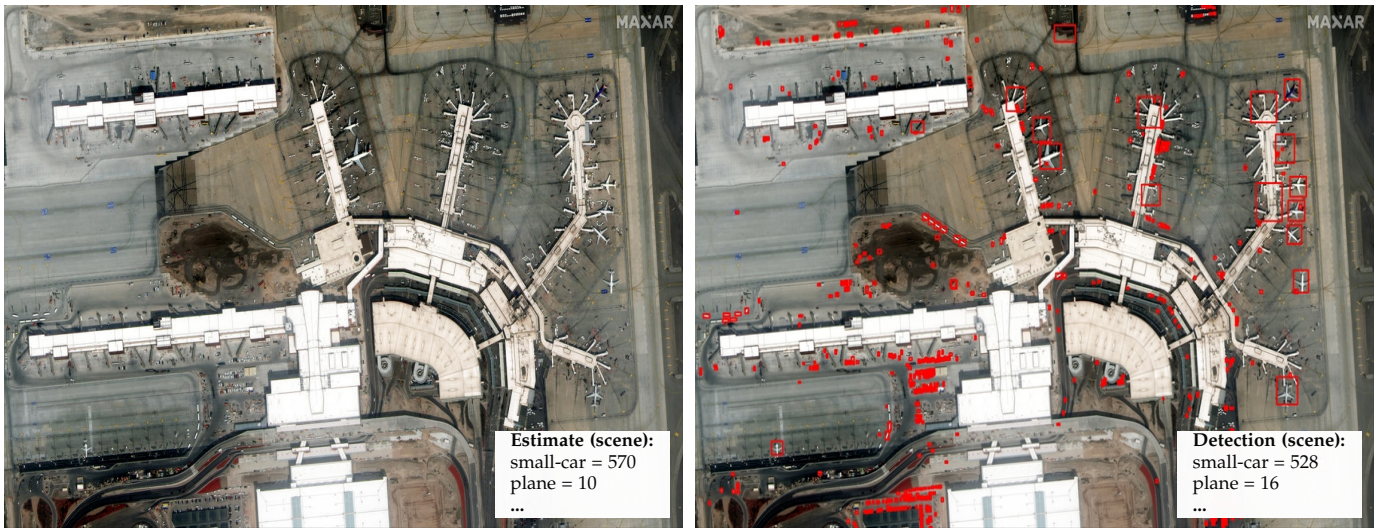 MAXAR
Estimate (scene):
small-car = 570
plane = 10
...
MAXAR
Detection (scene):
small-car = 528
plane = 16
...